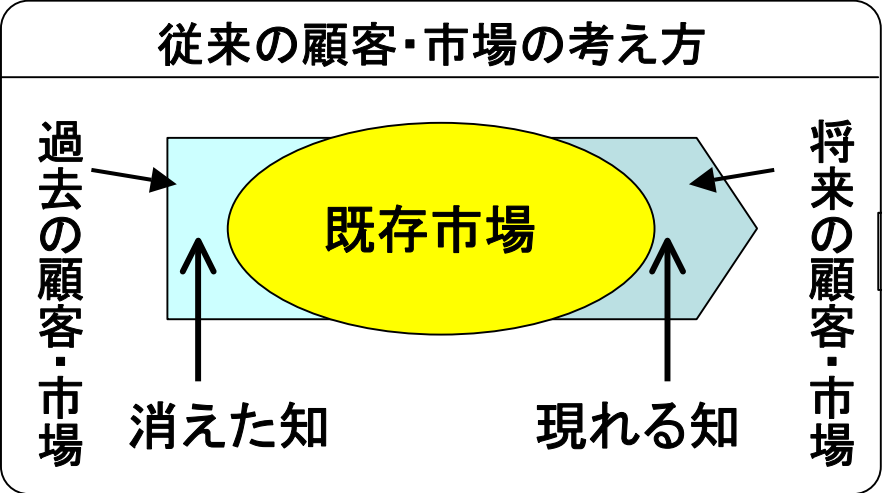 従来の顧客・市場の考え方
過去の顧客・市場
既存市場
将来の顧客・市場
消えた知
現れる知